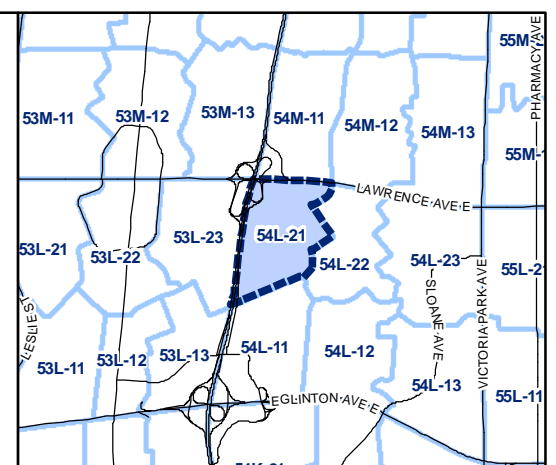 55M-
PHARMACY AVE
53M-11
53M-12
53M-13
54M-11
54M-12
54M-13
55M-1
LAWRENCE AVE E
53L-21
53L-22
53L-23
54L-21
54L-22
54L-23
55L-2
LESLIE ST
SLOANE AVE
VICTORIA PARK AVE
53L-11
53L-12
53L-13
54L-11
54L-12
54L-13
55L-11
EGLINTON AVE E